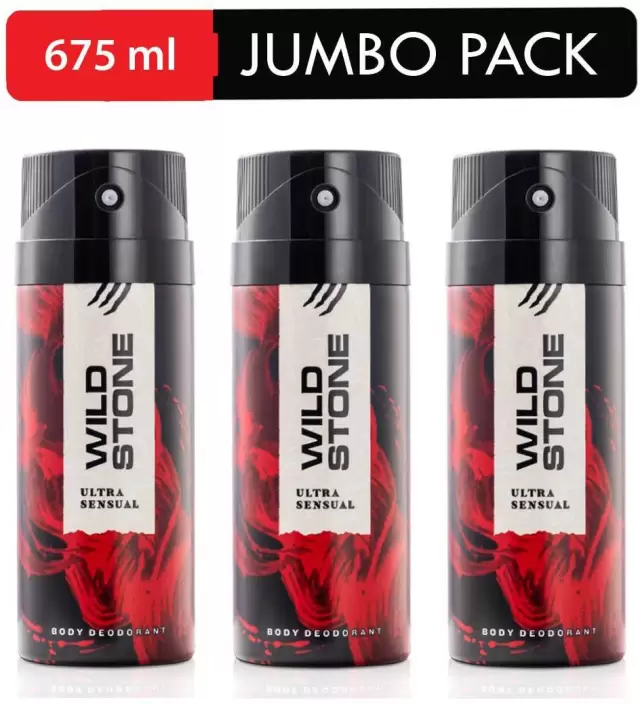 675 ml JUMBO PACK
WILD
STONE
ULTRA
SENSUAL
BODY DEODORANT
WILD
STONE
ULTRA
SENSUAL
BODY DEODORANT
WILD
STONE
ULTRA
SENSUAL
BODY DEODORANT